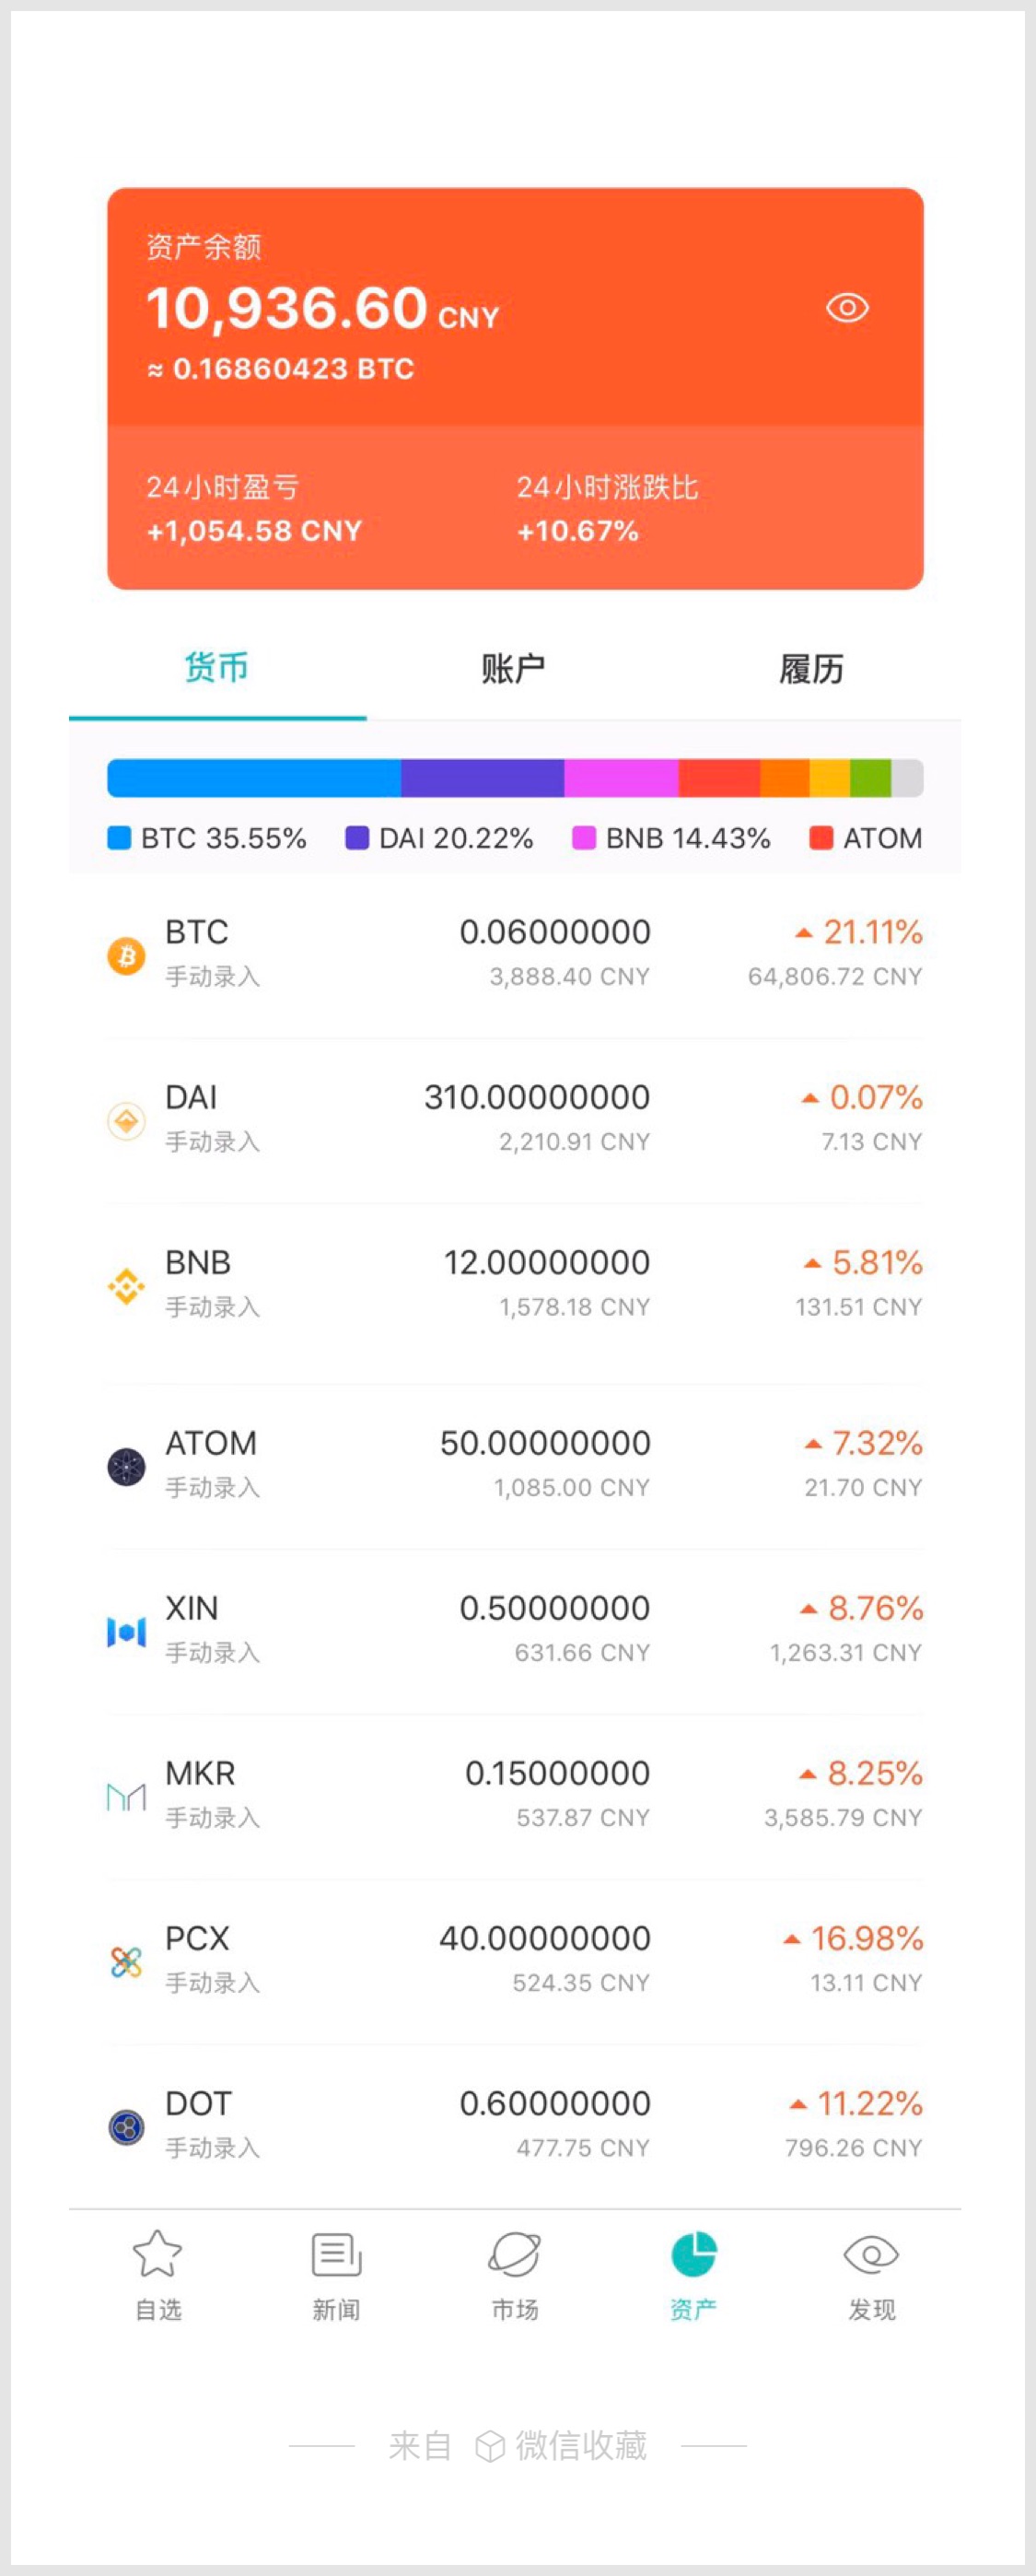 资产余额
10,936.60 CNY
≈ 0.16860423 BTC
24小时盈亏 24小时涨跌比
+1,054.58 CNY +10.67%
货币 账户 履历
BTC 35.55% DAI 20.22% BNB 14.43% ATOM
BTC 0.06000000 21.11%
手动录入 3,888.40 CNY 64,806.72 CNY
DAI 310.00000000 0.07%
手动录入 2,210.91 CNY 7.13 CNY
BNB 12.00000000 5.81%
手动录入 1,578.18 CNY 131.51 CNY
ATOM 50.00000000 7.32%
手动录入 1,085.00 CNY 21.70 CNY
XIN 0.50000000 8.76%
手动录入 631.66 CNY 1,263.31 CNY
MKR 0.15000000 8.25%
手动录入 537.87 CNY 3,585.79 CNY
PCX 40.00000000 16.98%
手动录入 524.35 CNY 13.11 CNY
DOT 0.60000000 11.22%
手动录入 477.75 CNY 796.26 CNY
自选 新闻 市场 资产 发现
来自 微信收藏